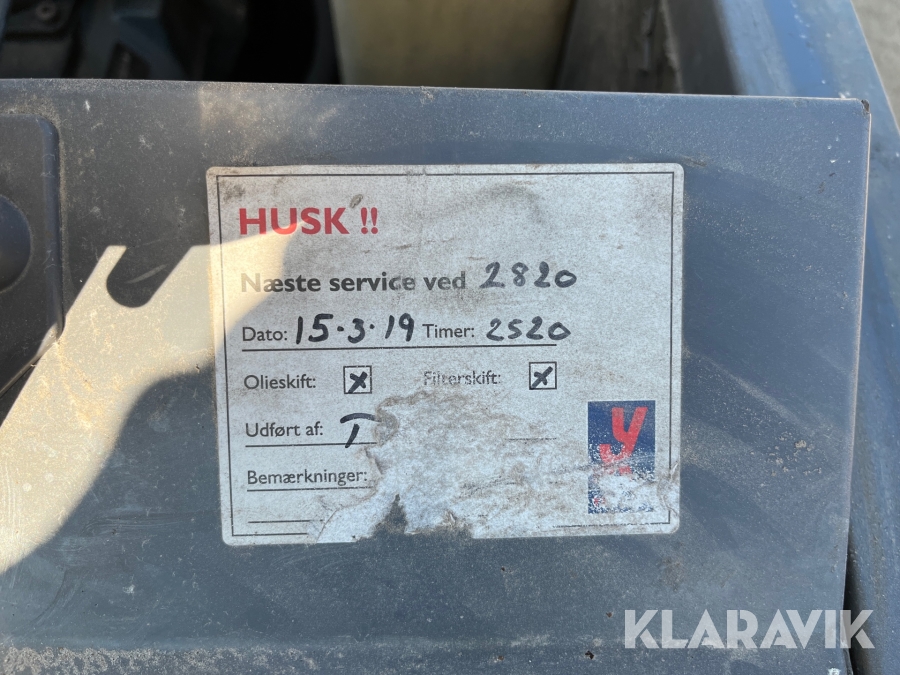 HUSK !!
Næste service ved 2820
Dato: 15·3·19 Timer: 2520
Olieskift: x Filterskift: x
Udført af: T
Bemærkninger:
y
KLARAVIK